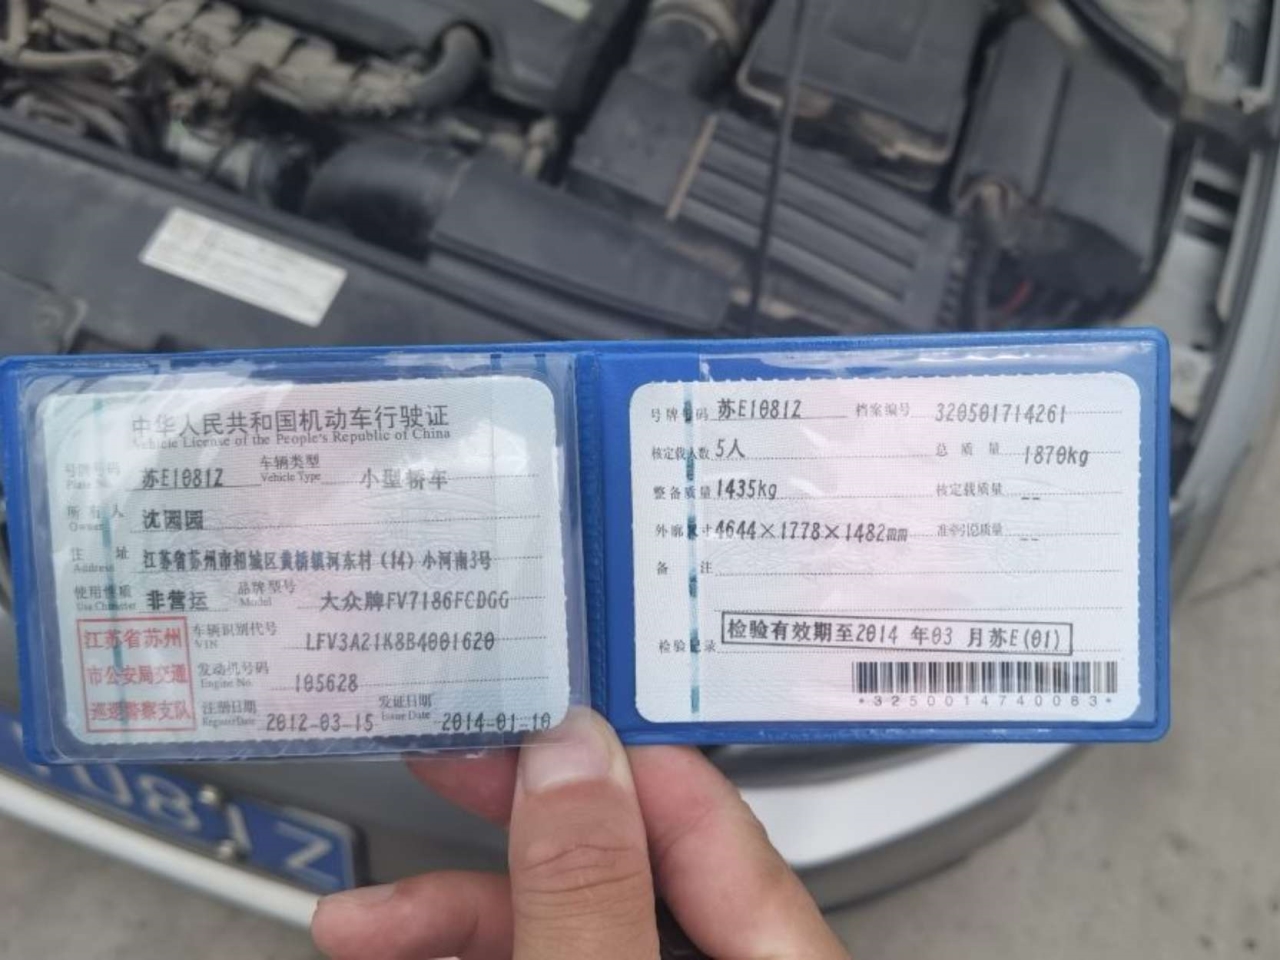 中华人民共和国机动车行驶证
Vehicle License of the People's Republic of China
号牌号码 苏E1081Z 车辆类型 小型轿车
Plate No. Vehicle Type
所有人 沈园园
Owner
住址 江苏省苏州市相城区黄桥镇河东村(14)小河南3号
Address
使用性质 非营运 品牌型号 大众牌FV7186FCDGG
Use Character Model
江苏省苏州
市公安局交通
巡逻警察支队
车辆识别代号 LFV3A21K8B4001620
VIN
发动机号码 105628
Engine No.
注册日期 2012-03-15 发证日期 2014-01-10
Register Date Issue Date
号牌号码 苏E1081Z 档案编号 320501714261
核定载人数 5人 总质量 1870kg
整备质量 1435kg 核定载质量 --
外廓尺寸 4644×1778×1482mm 准牵引总质量 --
备注
检验记录 检验有效期至2014年03月苏E(01)
*3250014740083*
1081Z